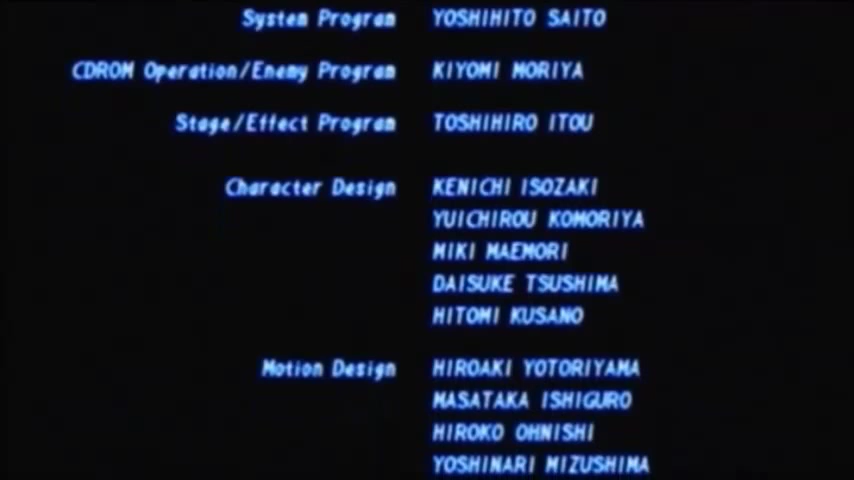 System Program YOSHIHITO SAITO
CDROM Operation/Enemy Program KIYOMI MORIYA
Stage/Effect Program TOSHIHIRO ITOU
Character Design KENICHI ISOZAKI
YUICHIROU KOMORIYA
MIKI MAEMORI
DAISUKE TSUSHIMA
HITOMI KUSANO
Motion Design HIROAKI YOTORIYAMA
MASATAKA ISHIGURO
HIROKO OHNISHI
YOSHINARI MIZUSHIMA